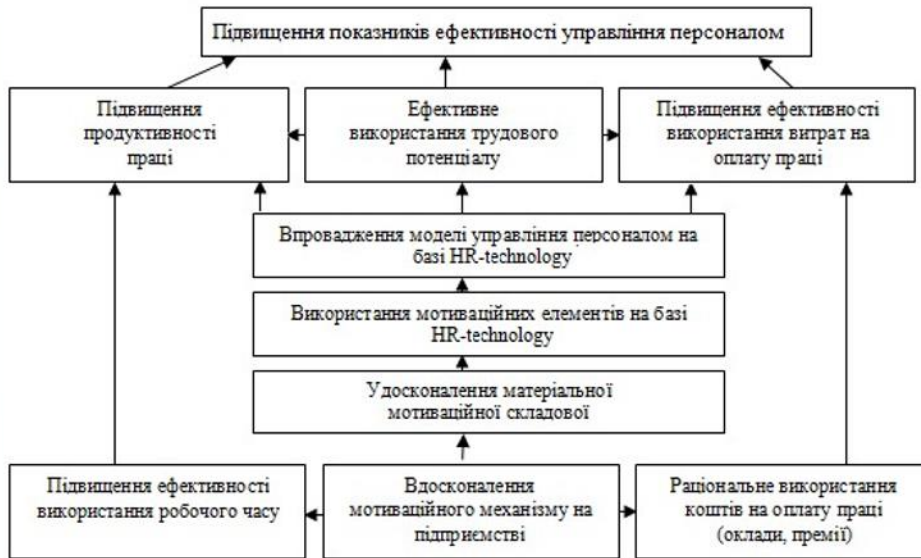 Підвищення показників ефективності управління персоналом
Підвищення
продуктивності
праці
Ефективне
використання трудового
потенціалу
Підвищення ефективності
використання витрат на
оплату праці
Впровадження моделі управління персоналом на
базі HR-technology
Використання мотиваційних елементів на базі
HR-technology
Удосконалення матеріальної
мотиваційної складової
Підвищення ефективності
використання робочого часу
Вдосконалення
мотиваційного механізму на
підприємстві
Раціональне використання
коштів на оплату праці
(оклади, премії)